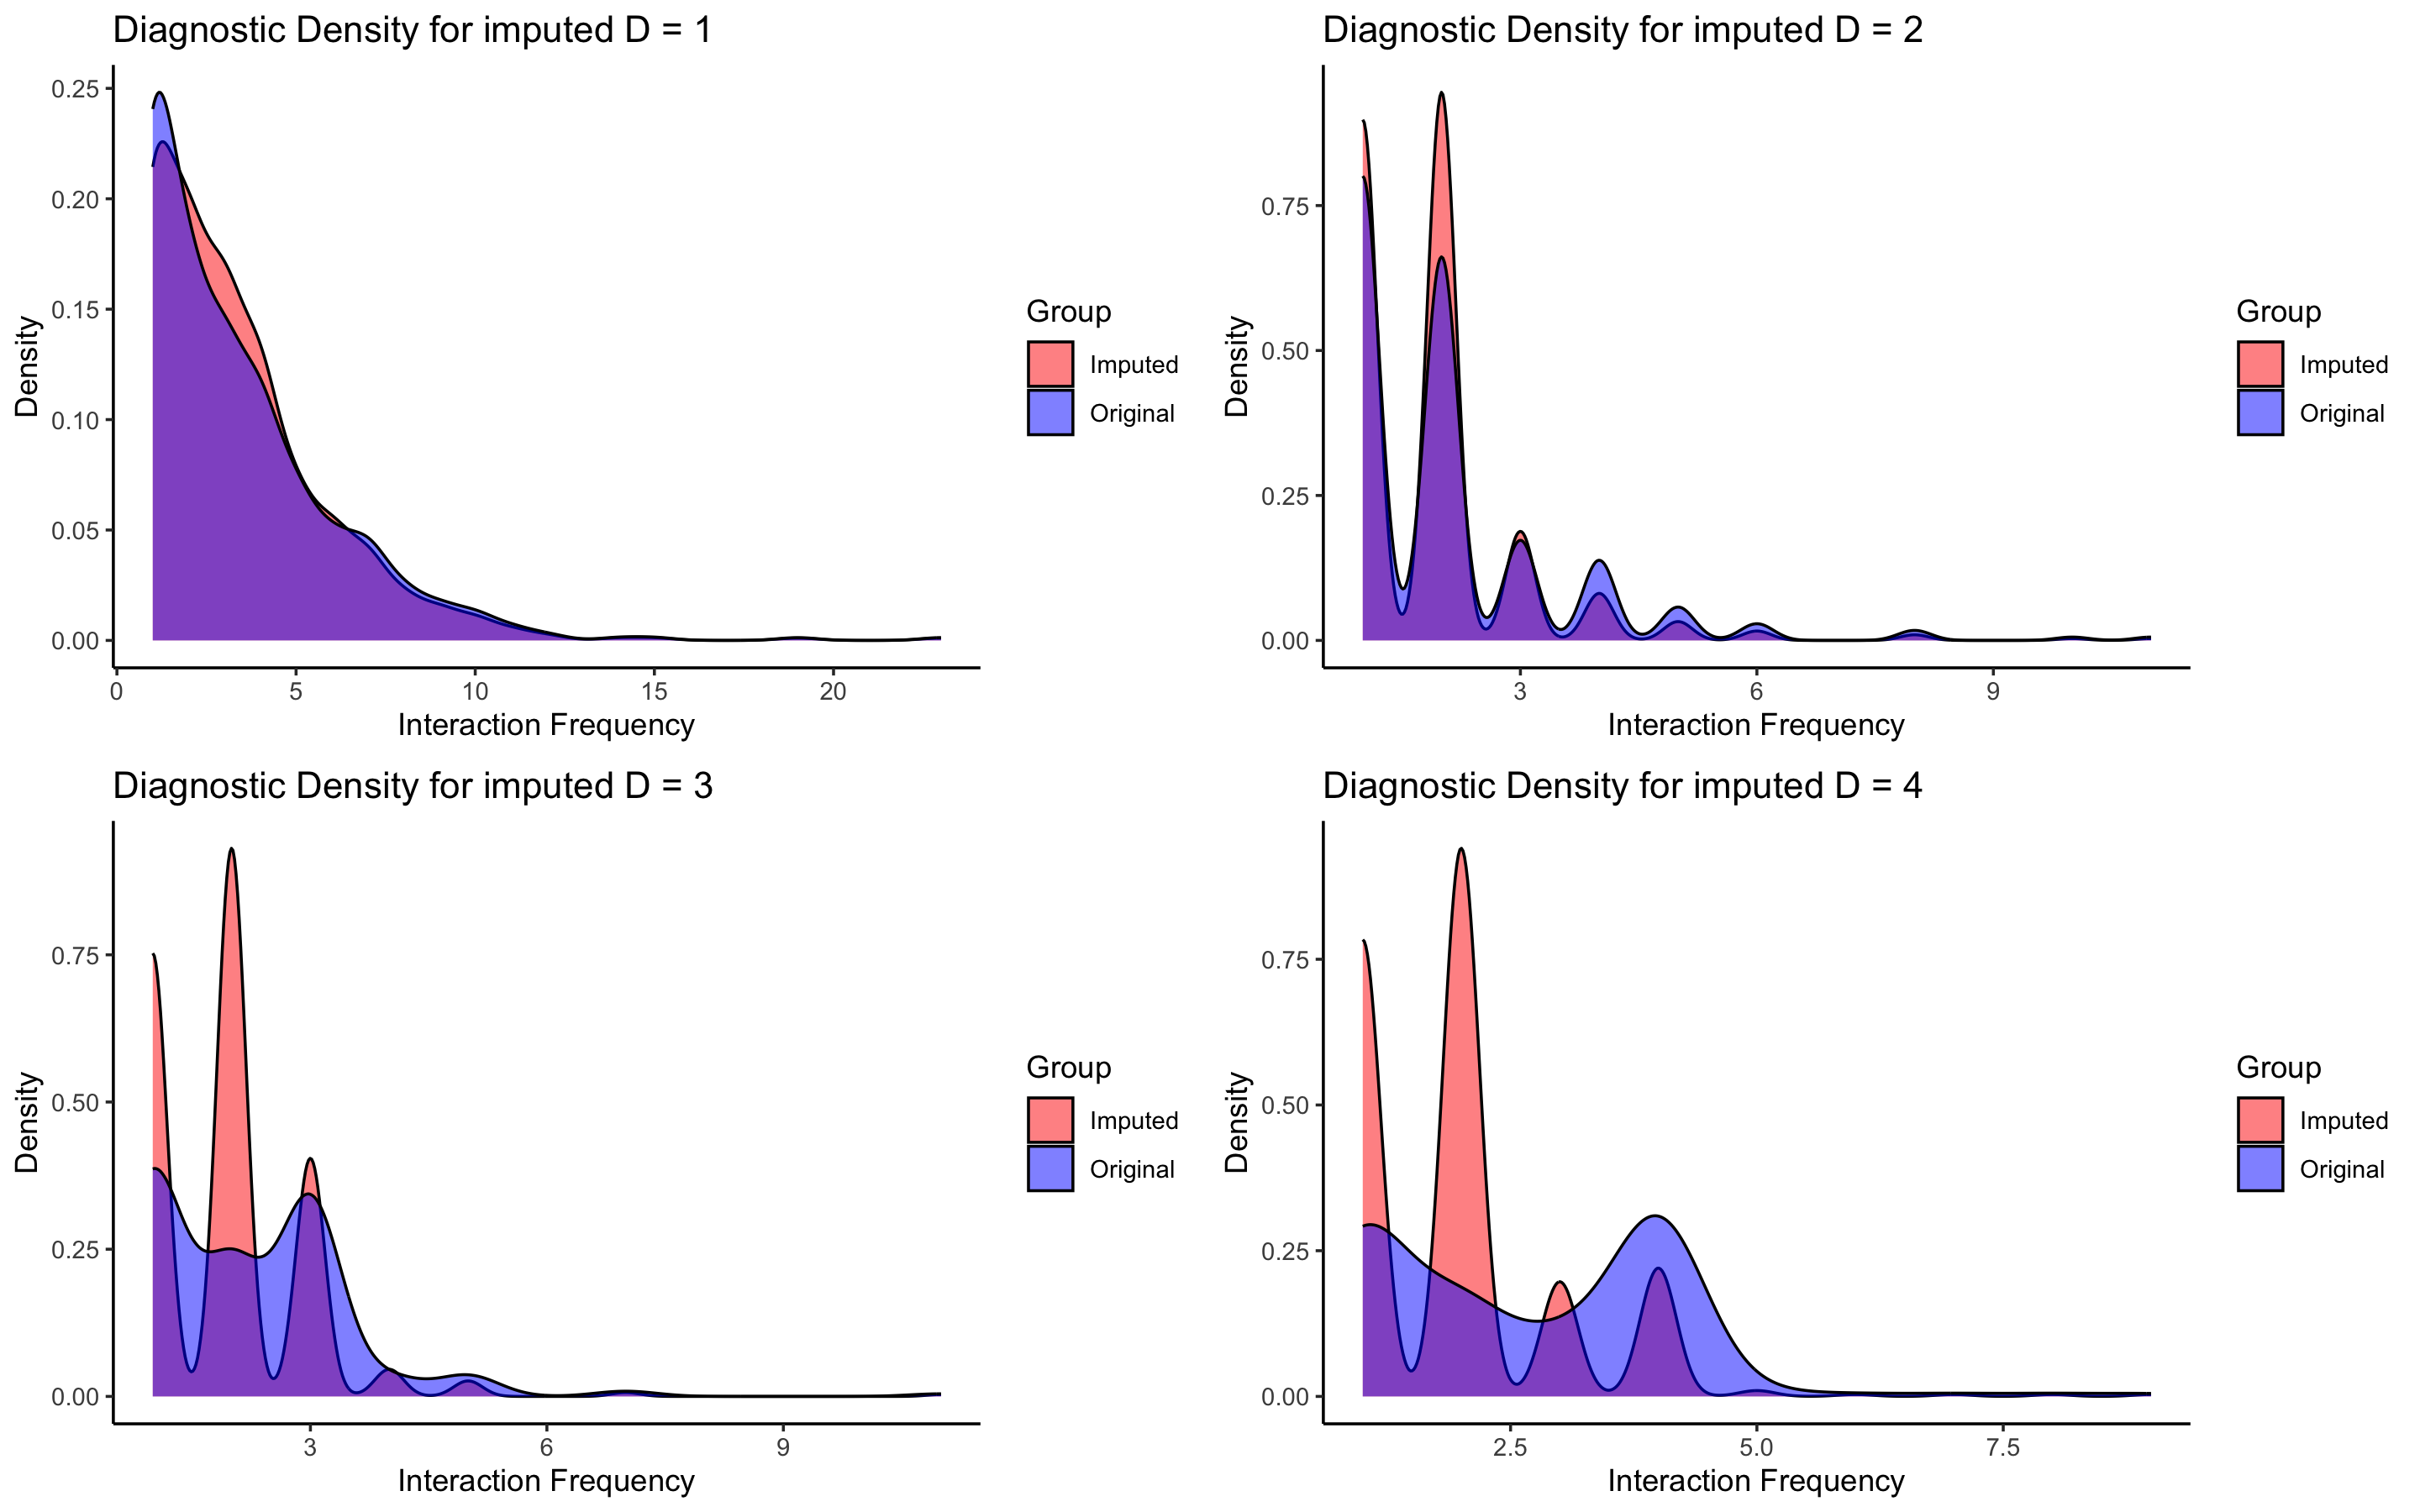 Diagnostic Density for imputed D = 1
0.25
0.20
0.15
0.10
0.05
0.00
Density
0
5
10
15
20
Interaction Frequency
Group
Imputed
Original
Diagnostic Density for imputed D = 2
0.75
0.50
0.25
0.00
Density
3
6
9
Interaction Frequency
Group
Imputed
Original
Diagnostic Density for imputed D = 3
0.75
0.50
0.25
0.00
Density
3
6
9
Interaction Frequency
Group
Imputed
Original
Diagnostic Density for imputed D = 4
0.75
0.50
0.25
0.00
Density
2.5
5.0
7.5
Interaction Frequency
Group
Imputed
Original